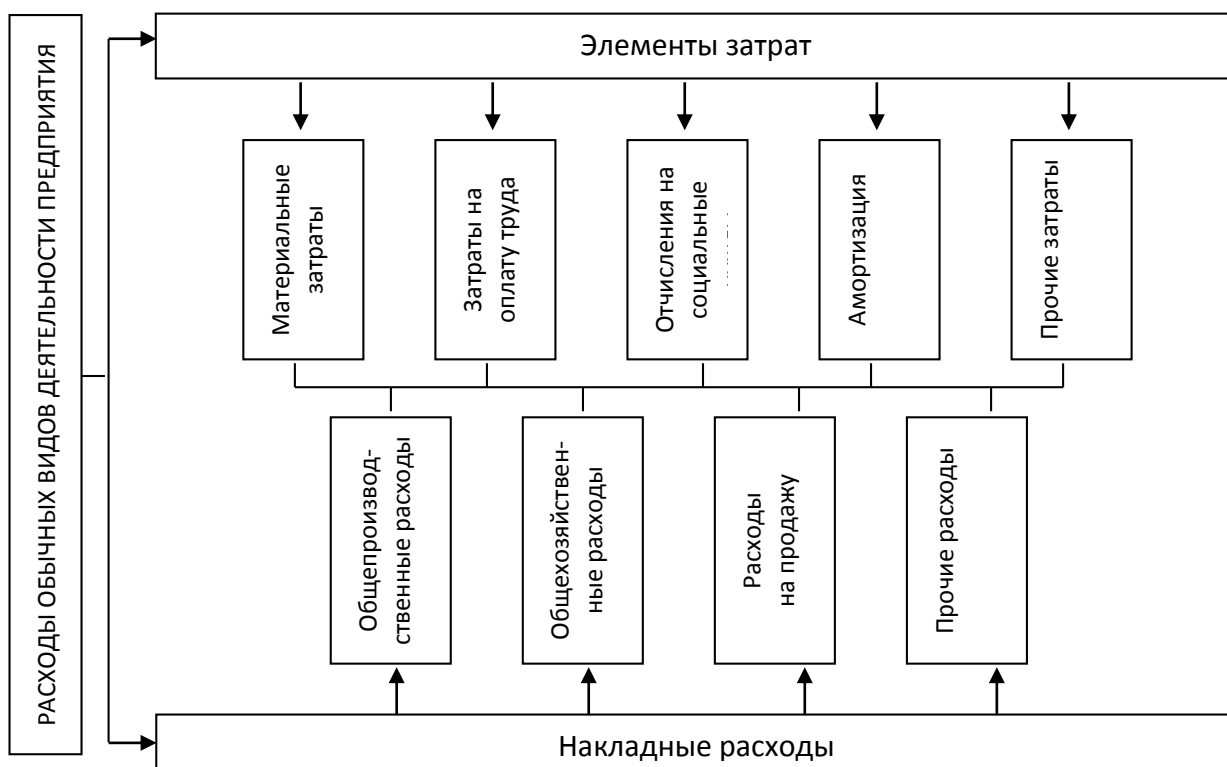 РАСХОДЫ ОБЫЧНЫХ ВИДОВ ДЕЯТЕЛЬНОСТИ ПРЕДПРИЯТИЯ
Элементы затрат
Материальные
затраты
Затраты на
оплату труда
Отчисления на
социальные
Амортизация
Прочие затраты
Общепроизвод-
ственные расходы
Общехозяйствен-
ные расходы
Расходы
на продажу
Прочие расходы
Накладные расходы